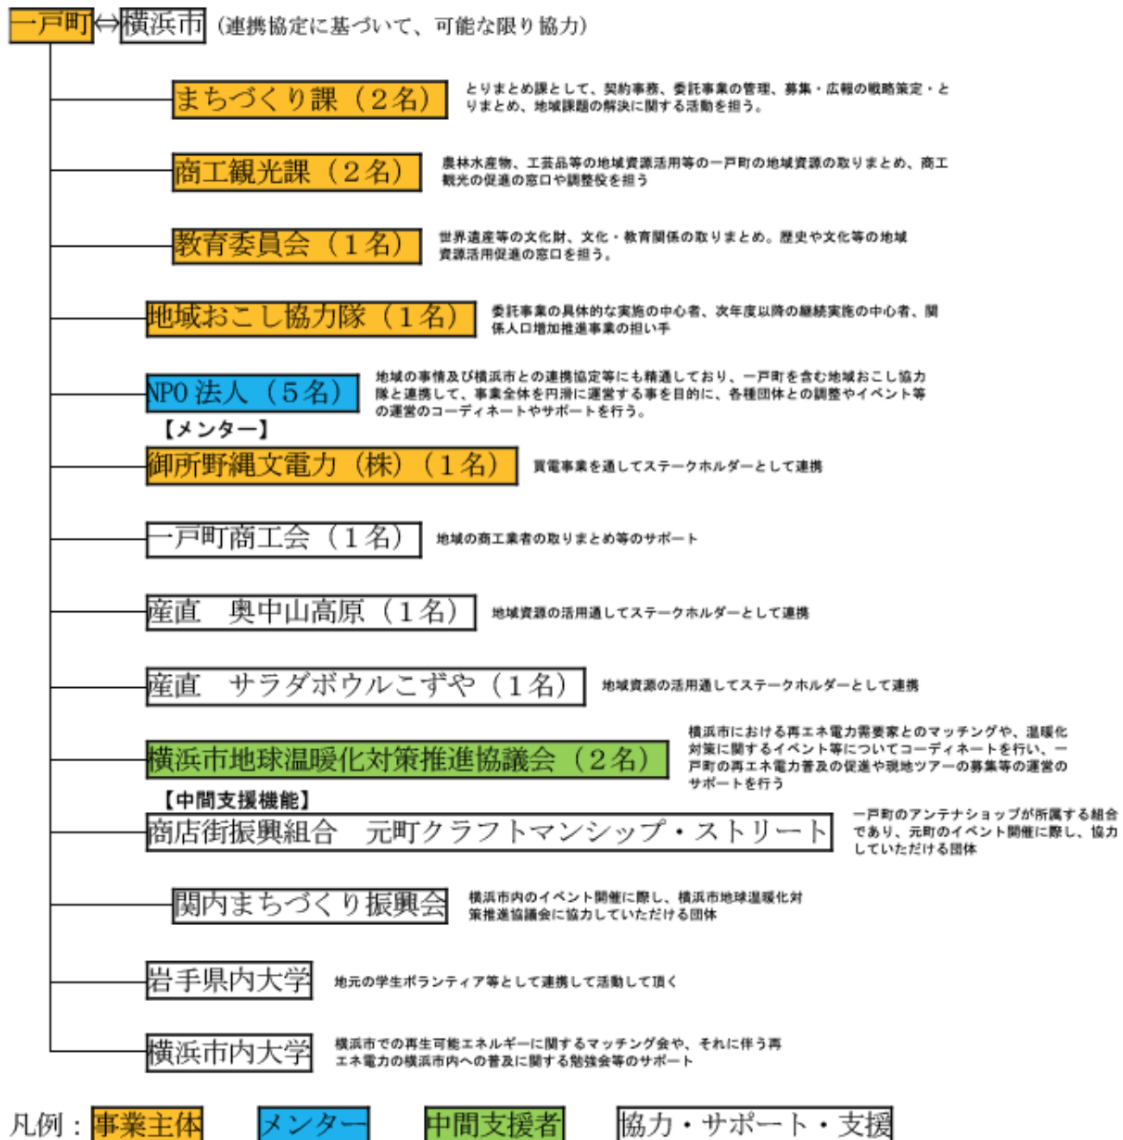 一戸町⇔横浜市（連携協定に基づいて、可能な限り協力）
まちづくり課（２名）
とりまとめ課として、契約事務、委託事業の管理、募集・広報の戦略策定・と
りまとめ、地域課題の解決に関する活動を担う。
商工観光課（２名）
農林水産物、工芸品等の地域資源活用等の一戸町の地域資源の取りまとめ、商工
観光の促進の窓口や調整役を担う
教育委員会（１名）
世界遺産等の文化財、文化・教育関係の取りまとめ。歴史や文化等の地域
資源活用促進の窓口を担う。
地域おこし協力隊（１名）
委託事業の具体的な実施の中心者、次年度以降の継続実施の中心者、関
係人口増加推進事業の担い手
NPO 法人（５名）
地域の事情及び横浜市との連携協定等にも精通しており、一戸町を含む地域おこし協力
隊と連携して、事業全体を円滑に運営する事を目的に、各種団体との調整やイベント等
の運営のコーディネートやサポートを行う。
【メンター】
御所野縄文電力（株）（１名）
買電事業を通してステークホルダーとして連携
一戸町商工会（１名）
地域の商工業者の取りまとめ等のサポート
産直　奥中山高原（１名）
地域資源の活用通してステークホルダーとして連携
産直　サラダボウルこずや（１名）
地域資源の活用通してステークホルダーとして連携
横浜市地球温暖化対策推進協議会（２名）
横浜市における再エネ電力需要家とのマッチングや、温暖化
対策に関するイベント等についてコーディネートを行い、一
戸町の再エネ電力普及の促進や現地ツアーの募集等の運営の
サポートを行う
【中間支援機能】
商店街振興組合　元町クラフトマンシップ・ストリート
一戸町のアンテナショップが所属する組合
であり、元町のイベント開催に際し、協力
していただける団体
関内まちづくり振興会
横浜市内のイベント開催に際し、横浜市地球温暖化対
策推進協議会に協力していただける団体
岩手県内大学
地元の学生ボランティア等として連携して活動して頂く
横浜市内大学
横浜市での再生可能エネルギーに関するマッチング会や、それに伴う再
エネ電力の横浜市内への普及に関する勉強会等のサポート
凡例：事業主体　メンター　中間支援者　協力・サポート・支援